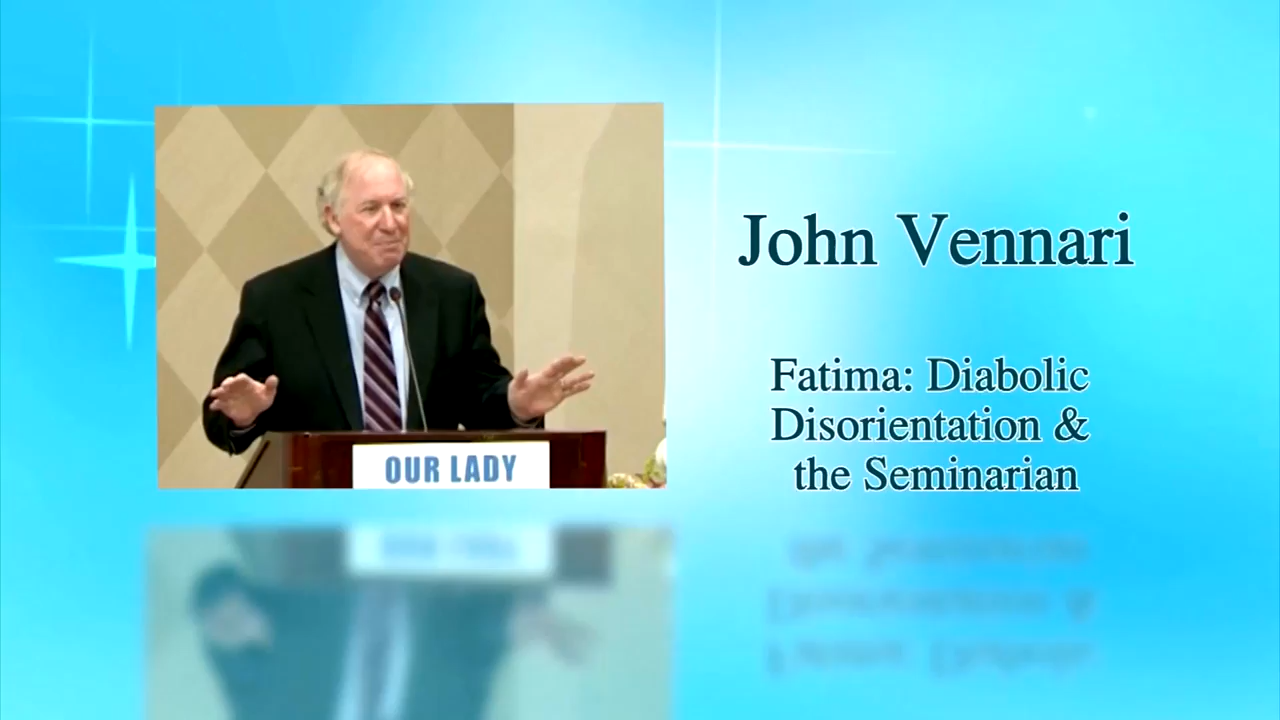 John Vennari
Fatima: Diabolic
Disorientation &
the Seminarian
OUR LADY